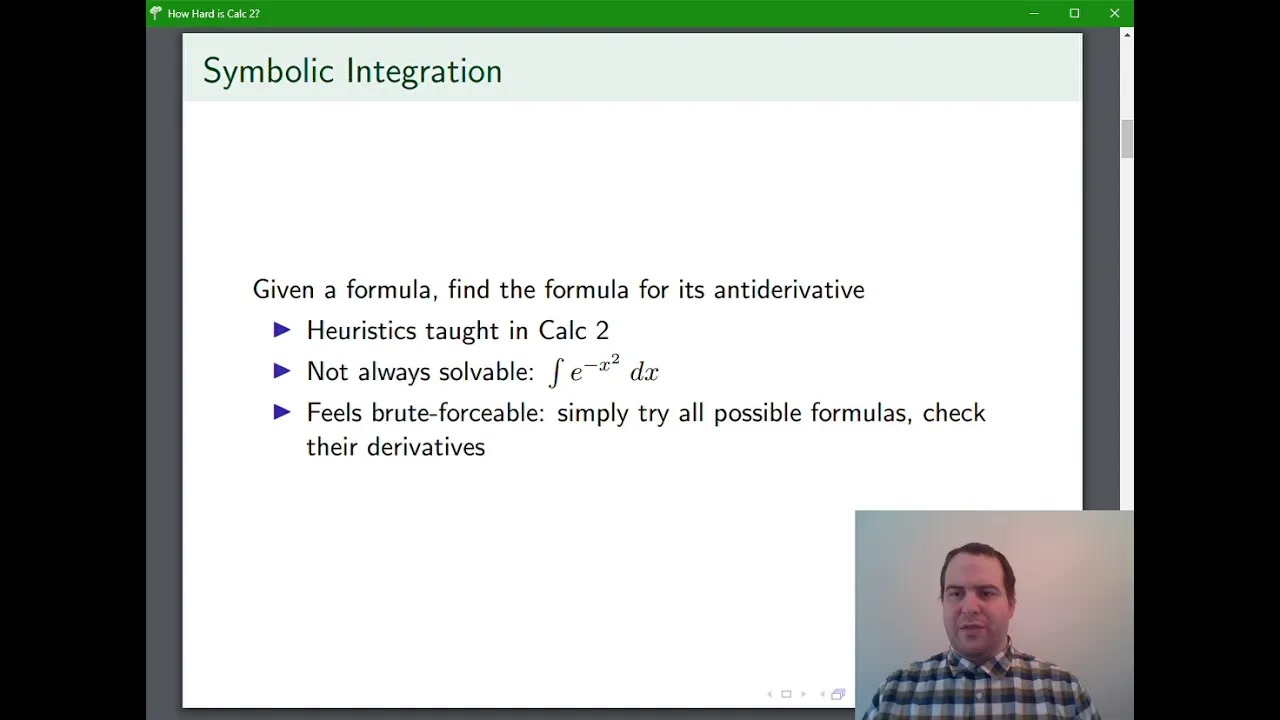 How Hard is Calc 2?
Symbolic Integration
Given a formula, find the formula for its antiderivative
▶ Heuristics taught in Calc 2
▶ Not always solvable: ∫ e^{−x^2} dx
▶ Feels brute-forceable: simply try all possible formulas, check
their derivatives